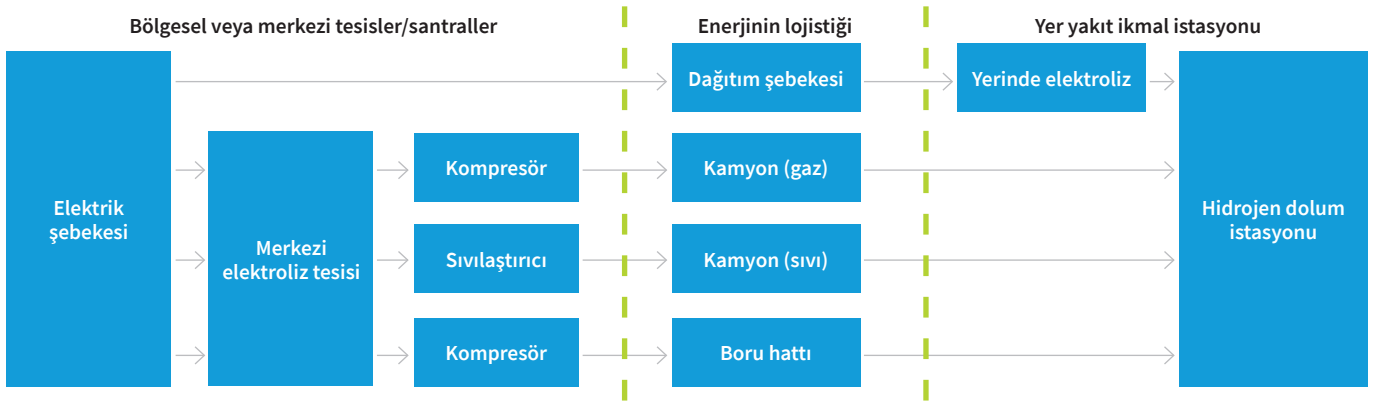 Bölgesel veya merkezi tesisler/santraller
Enerjinin lojistiği
Yer yakıt ikmal istasyonu
Elektrik
şebekesi
Merkezi
elektroliz tesisi
Kompresör
Sıvılaştırıcı
Kompresör
Dağıtım şebekesi
Kamyon (gaz)
Kamyon (sıvı)
Boru hattı
Yerinde elektroliz
Hidrojen dolum
istasyonu